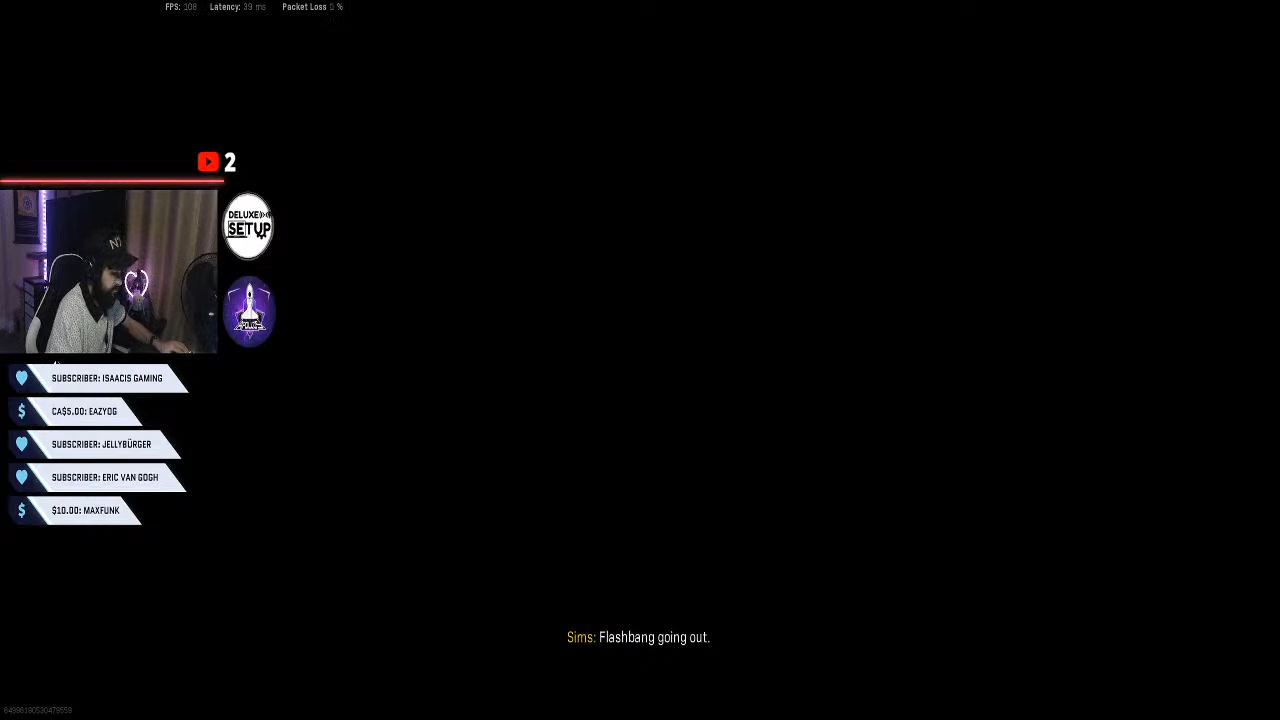 FPS: 108 Latency: 39 ms Packet Loss 0 %
2
DELUXE
SETUP
SUBSCRIBER: ISAACIS GAMING
CA$5.00: EAZYOG
SUBSCRIBER: JELLYBÜRGER
SUBSCRIBER: ERIC VAN GOGH
$10.00: MAXFUNK
Sims: Flashbang going out.